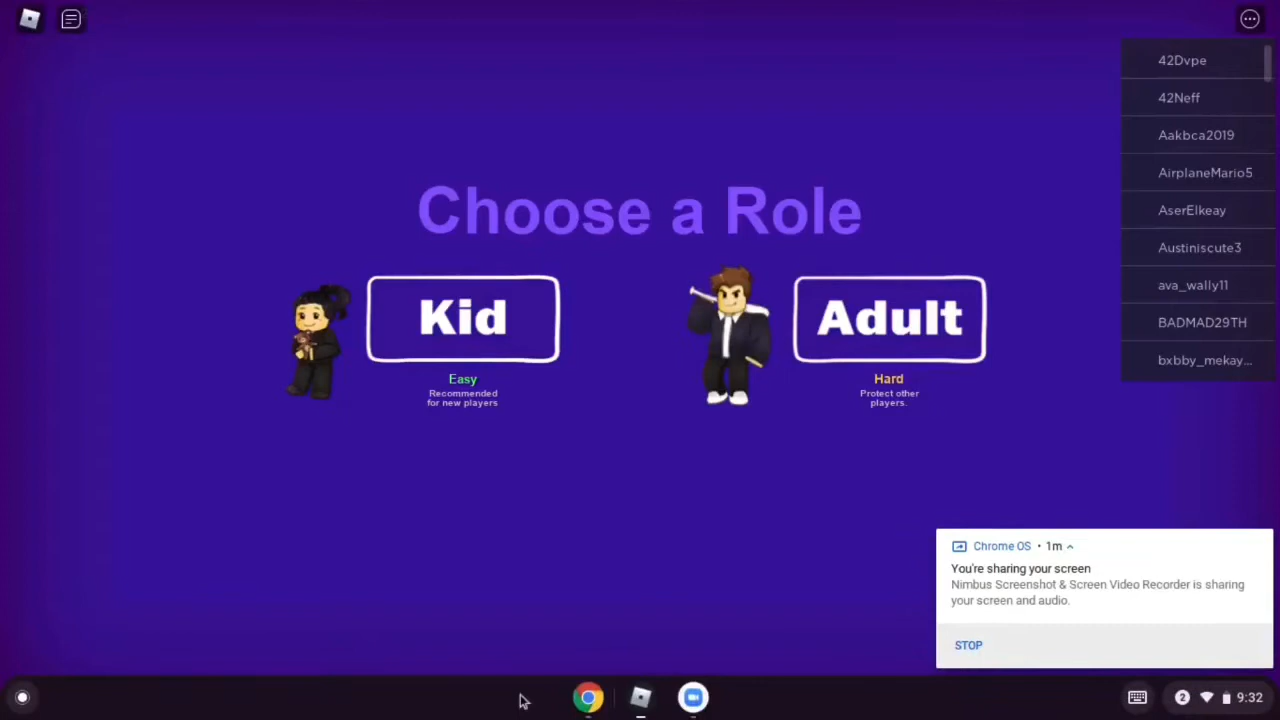 42Dvpe
42Neff
Aakbca2019
AirplaneMario5
AserElkeay
Austiniscute3
ava_wally11
BADMAD29TH
bxbby_mekay...
Choose a Role
Kid
Easy
Recommended
for new players
Adult
Hard
Protect other
players.
Chrome OS • 1m
You're sharing your screen
Nimbus Screenshot & Screen Video Recorder is sharing
your screen and audio.
STOP
2 9:32